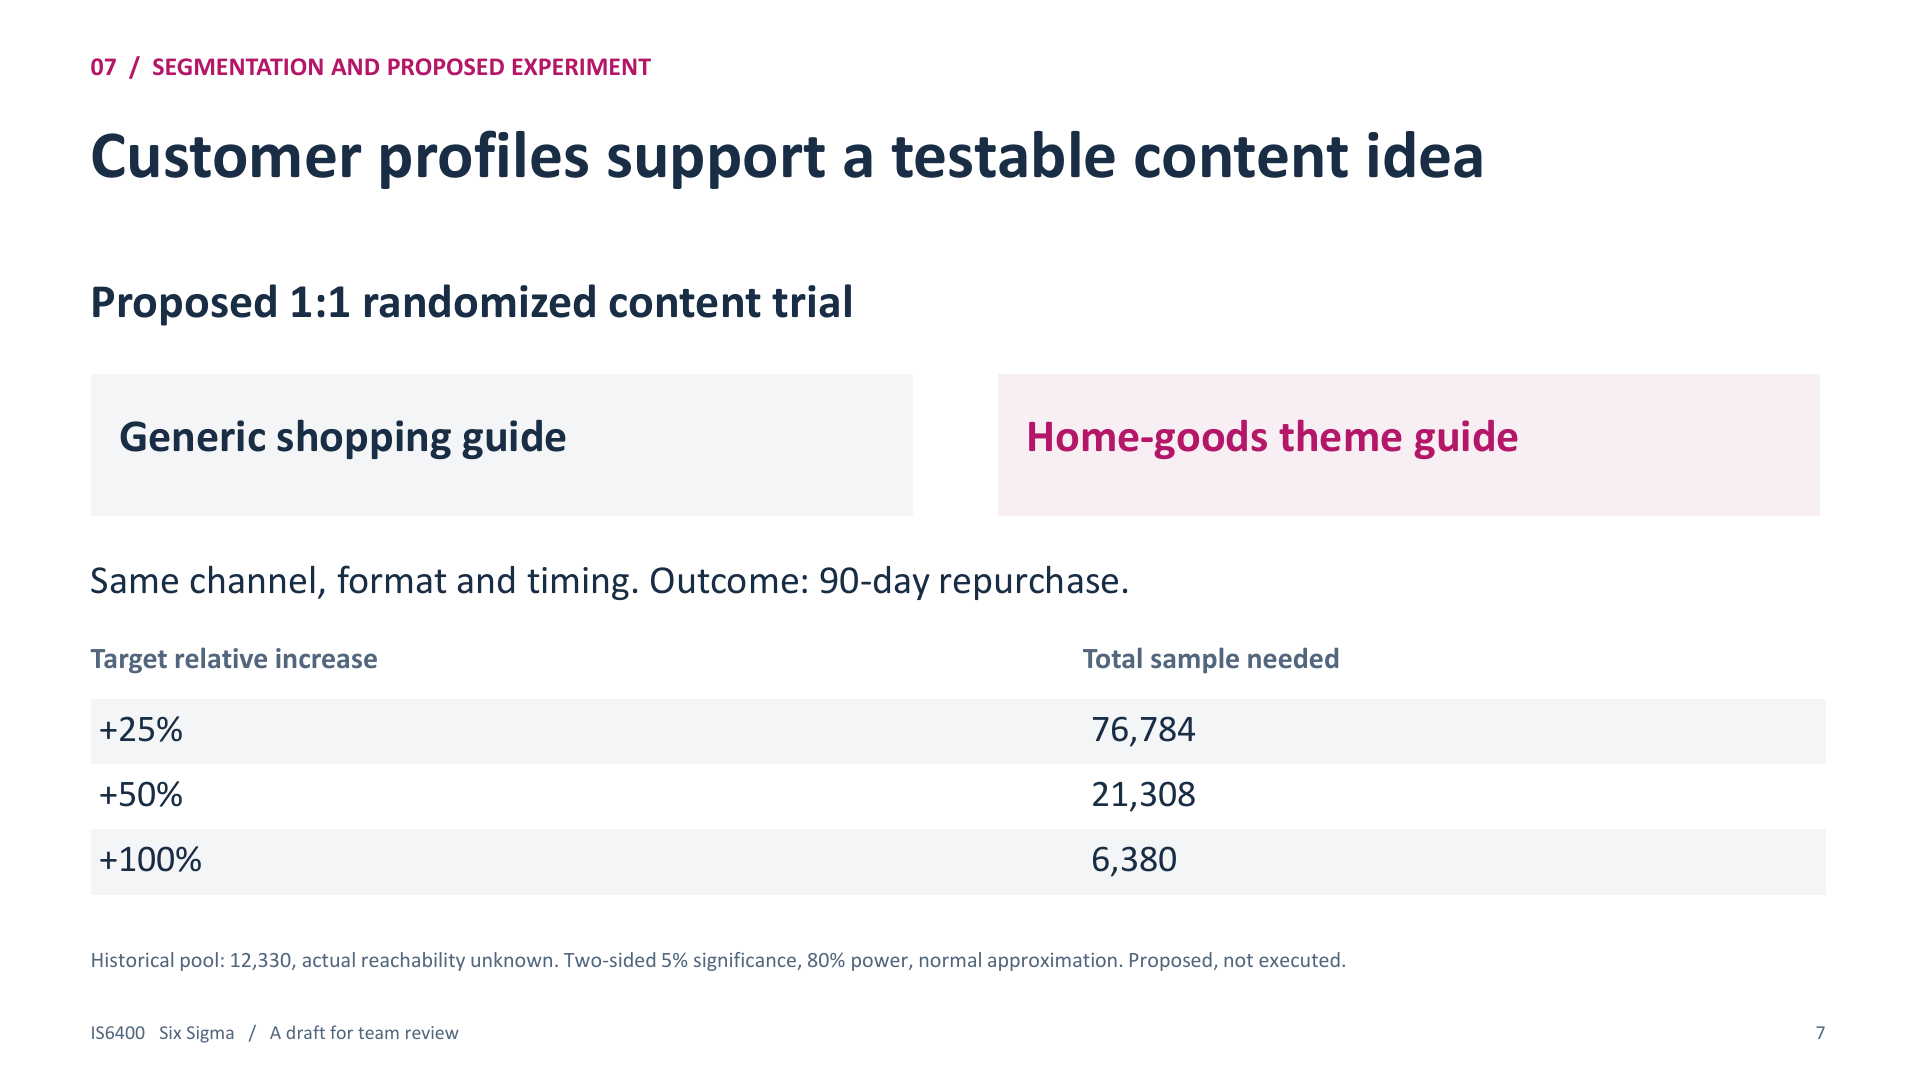 07 / SEGMENTATION AND PROPOSED EXPERIMENT
Customer profiles support a testable content idea
Proposed 1:1 randomized content trial
Generic shopping guide
Home-goods theme guide
Same channel, format and timing. Outcome: 90-day repurchase.
Target relative increase Total sample needed
+25% 76,784
+50% 21,308
+100% 6,380
Historical pool: 12,330, actual reachability unknown. Two-sided 5% significance, 80% power, normal approximation. Proposed, not executed.
IS6400 Six Sigma / A draft for team review 7